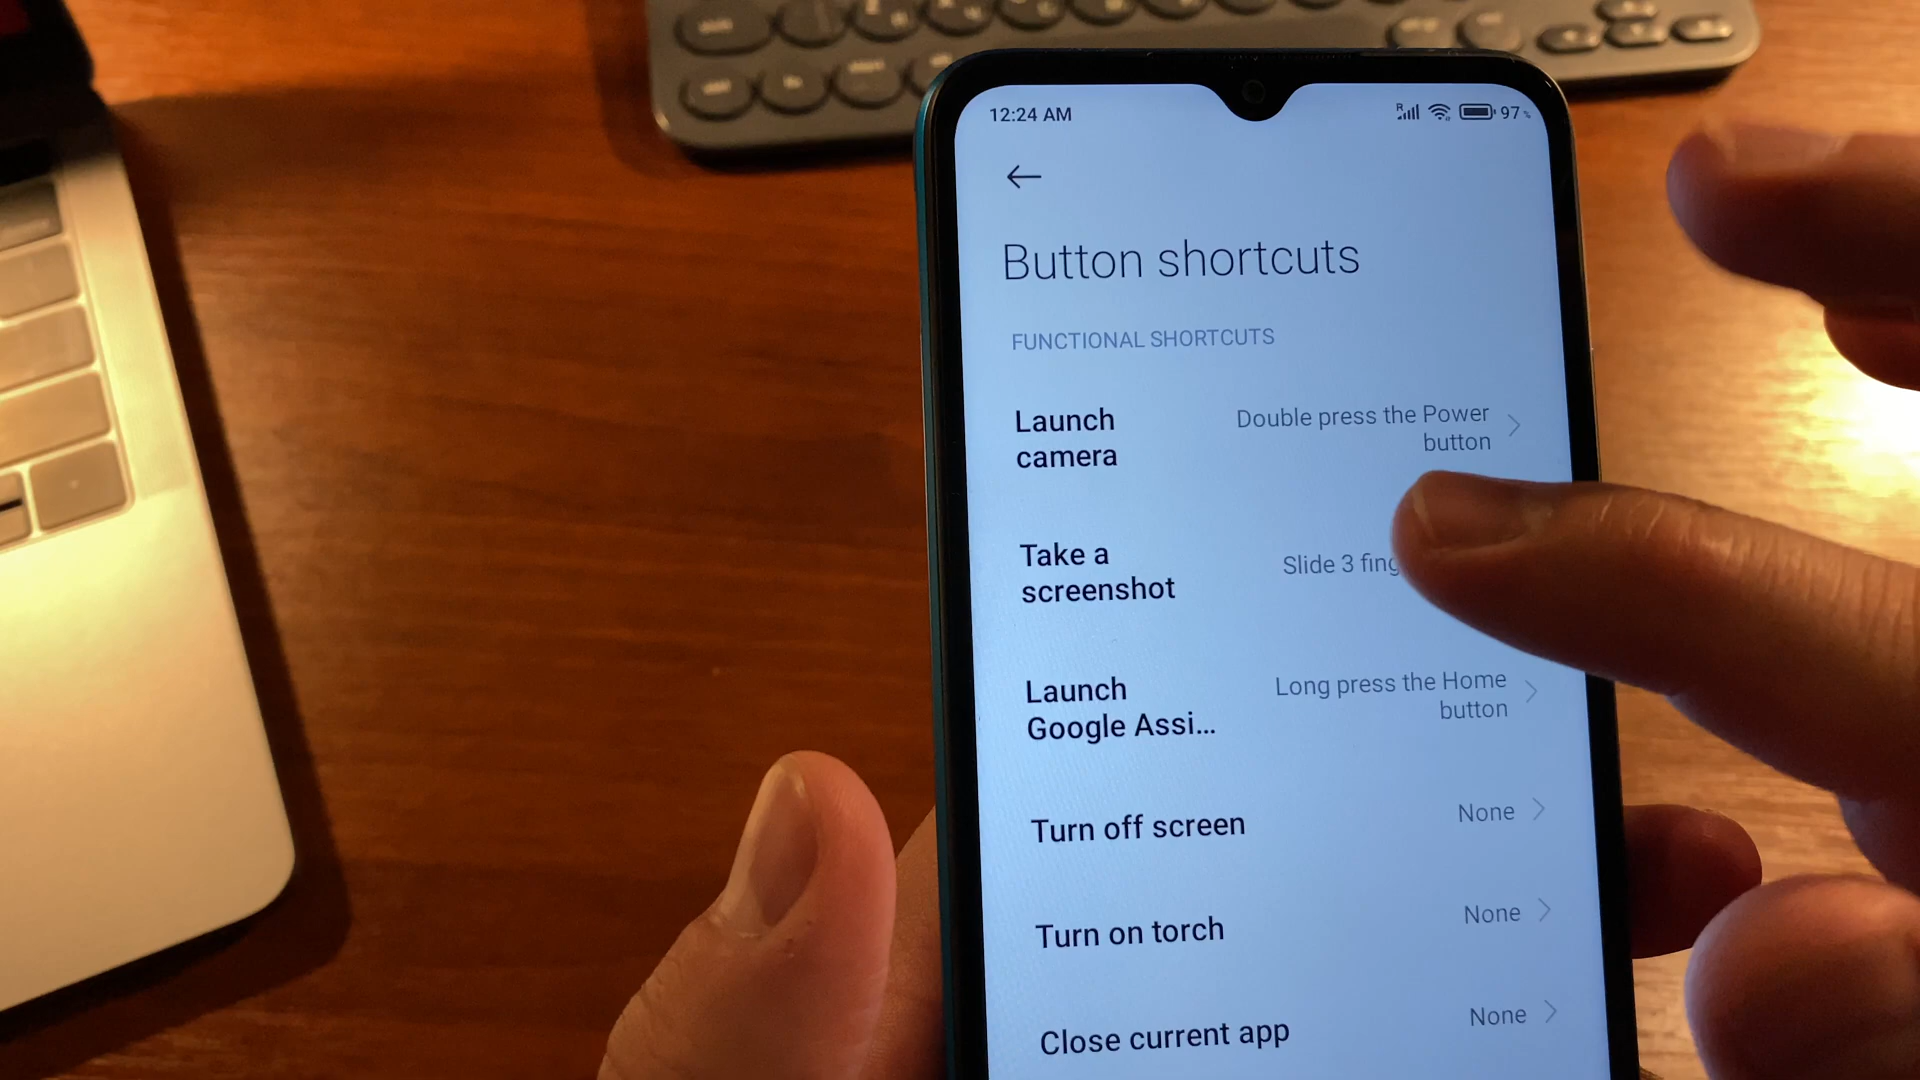 12:24 AM
R 97%
Button shortcuts
FUNCTIONAL SHORTCUTS
Launch
camera
Double press the Power
button
Take a
screenshot
Slide 3 fing
Launch
Google Assi...
Long press the Home
button
Turn off screen
None
Turn on torch
None
Close current app
None